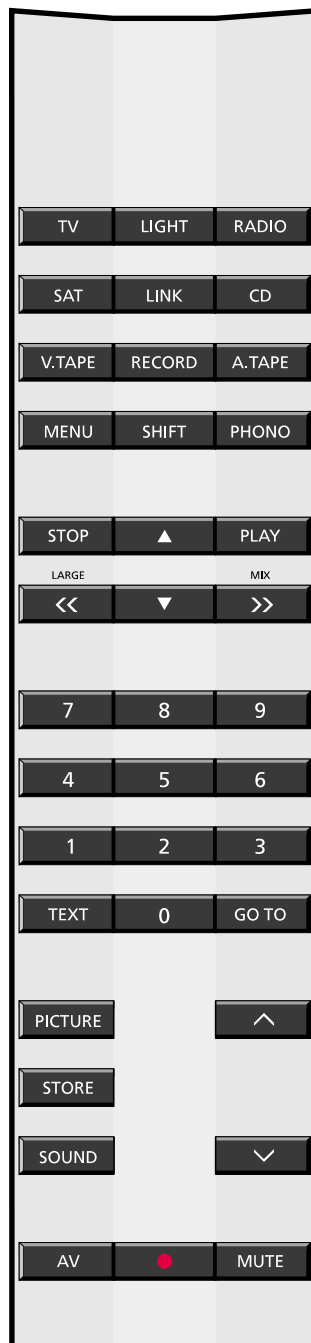 TV LIGHT RADIO
SAT LINK CD
V.TAPE RECORD A.TAPE
MENU SHIFT PHONO
STOP ▲ PLAY
LARGE MIX
<< ▼ >>
7 8 9
4 5 6
1 2 3
TEXT 0 GO TO
PICTURE
STORE
SOUND
AV MUTE